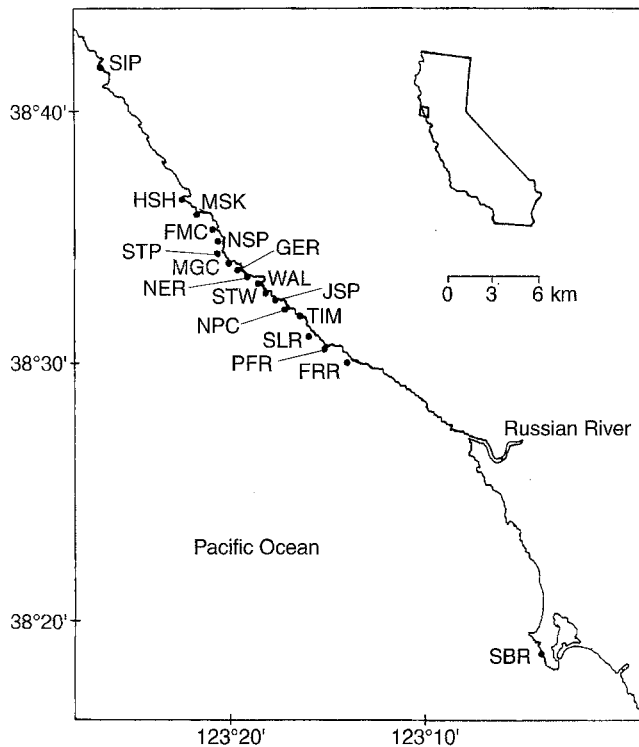 SIP
38°40'
HSH
MSK
FMC
NSP
STP
GER
MGC
NER
WAL
STW
JSP
NPC
TIM
SLR
PFR
FRR
38°30'
0 3 6 km
Russian River
Pacific Ocean
38°20'
SBR
123°20'
123°10'